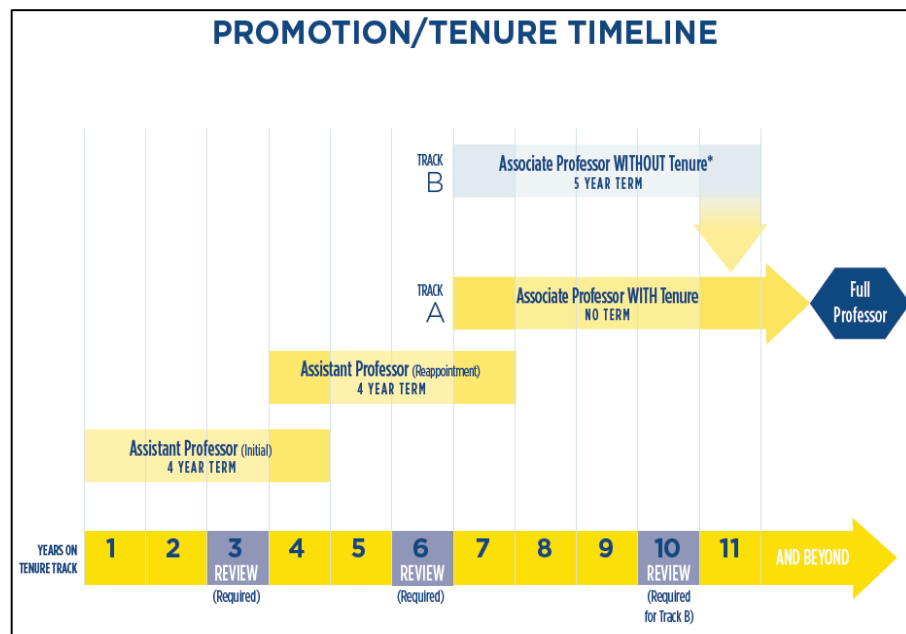 PROMOTION/TENURE TIMELINE
TRACK
B
Associate Professor WITHOUT Tenure*
5 YEAR TERM
TRACK
A
Associate Professor WITH Tenure
NO TERM
Full
Professor
Assistant Professor (Reappointment)
4 YEAR TERM
Assistant Professor (Initial)
4 YEAR TERM
YEARS ON
TENURE TRACK
1
2
3
REVIEW
(Required)
4
5
6
REVIEW
(Required)
7
8
9
10
REVIEW
(Required
for Track B)
11
AND BEYOND